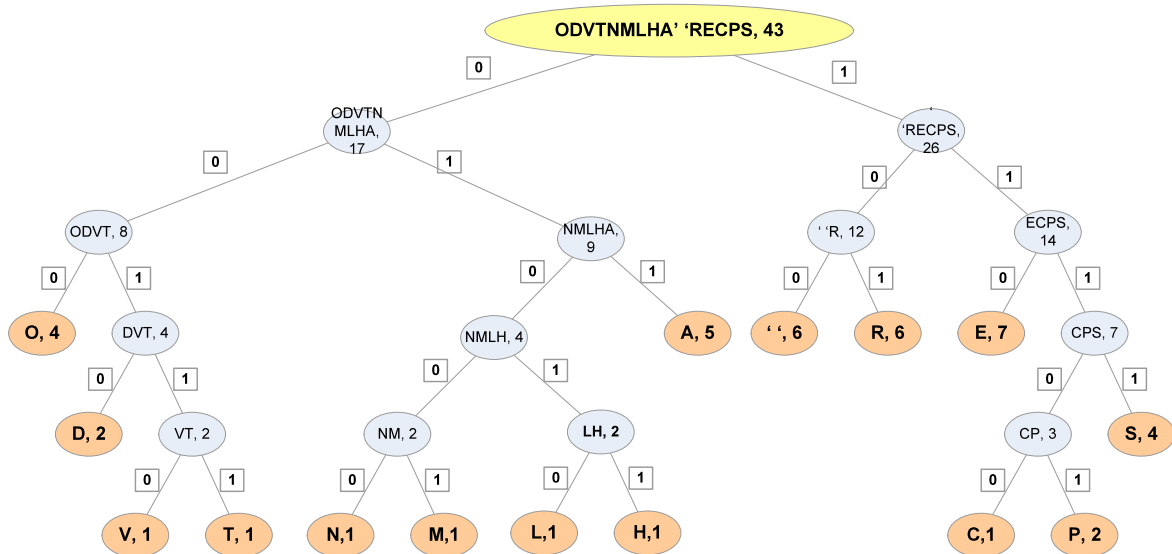 ODVTNMLHA’ ‘RECPS, 43
0
1
ODVTN
MLHA,
17
‘
‘RECPS,
26
0
1
0
1
ODVT, 8
NMLHA,
9
‘ ‘R, 12
ECPS,
14
0
1
0
1
0
1
0
1
O, 4
DVT, 4
NMLH, 4
A, 5
‘ ‘, 6
R, 6
E, 7
CPS, 7
0
1
0
1
0
1
D, 2
VT, 2
NM, 2
LH, 2
CP, 3
S, 4
0
1
0
1
0
1
0
1
V, 1
T, 1
N,1
M,1
L,1
H,1
C,1
P, 2